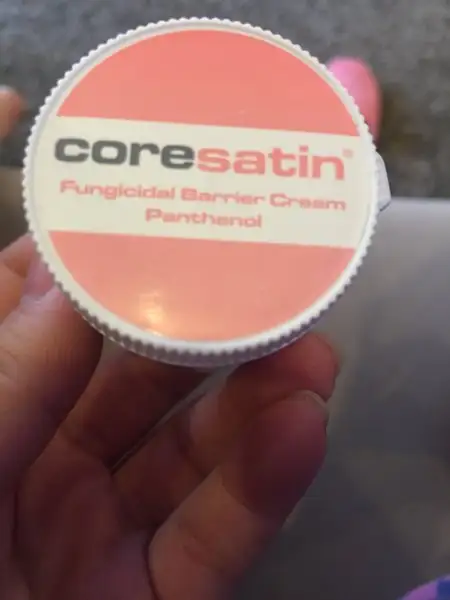 coresatin®
Fungicidal Barrier Cream
Panthenol